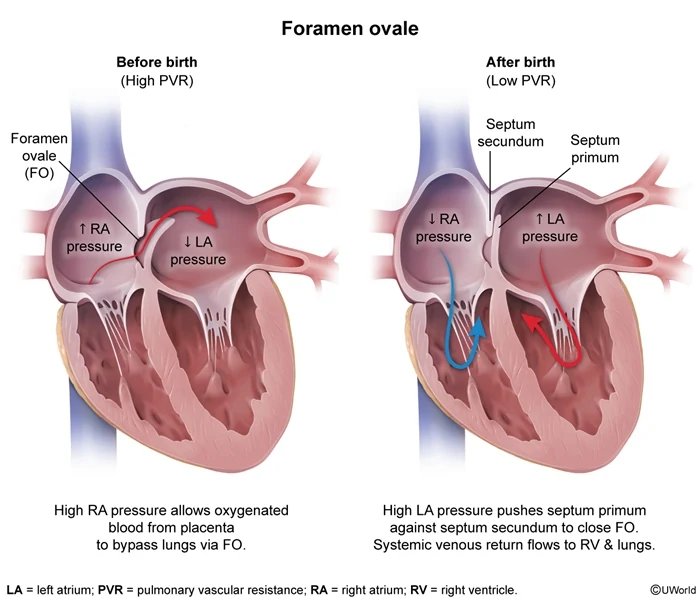 Foramen ovale
Before birth
(High PVR)
Foramen
ovale
(FO)
↑ RA
pressure
↓ LA
pressure
High RA pressure allows oxygenated
blood from placenta
to bypass lungs via FO.
After birth
(Low PVR)
Septum
secundum
Septum
primum
↓ RA
pressure
↑ LA
pressure
High LA pressure pushes septum primum
against septum secundum to close FO.
Systemic venous return flows to RV & lungs.
LA = left atrium; PVR = pulmonary vascular resistance; RA = right atrium; RV = right ventricle.
©UWorld